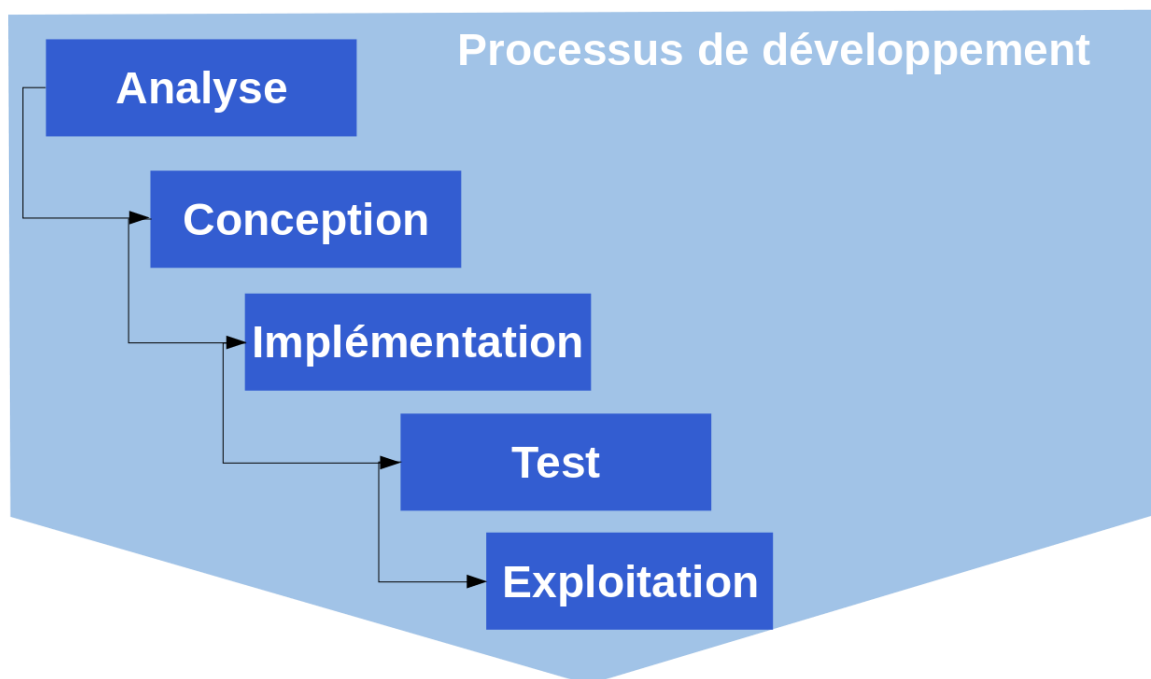 Processus de développement
Analyse
Conception
Implémentation
Test
Exploitation